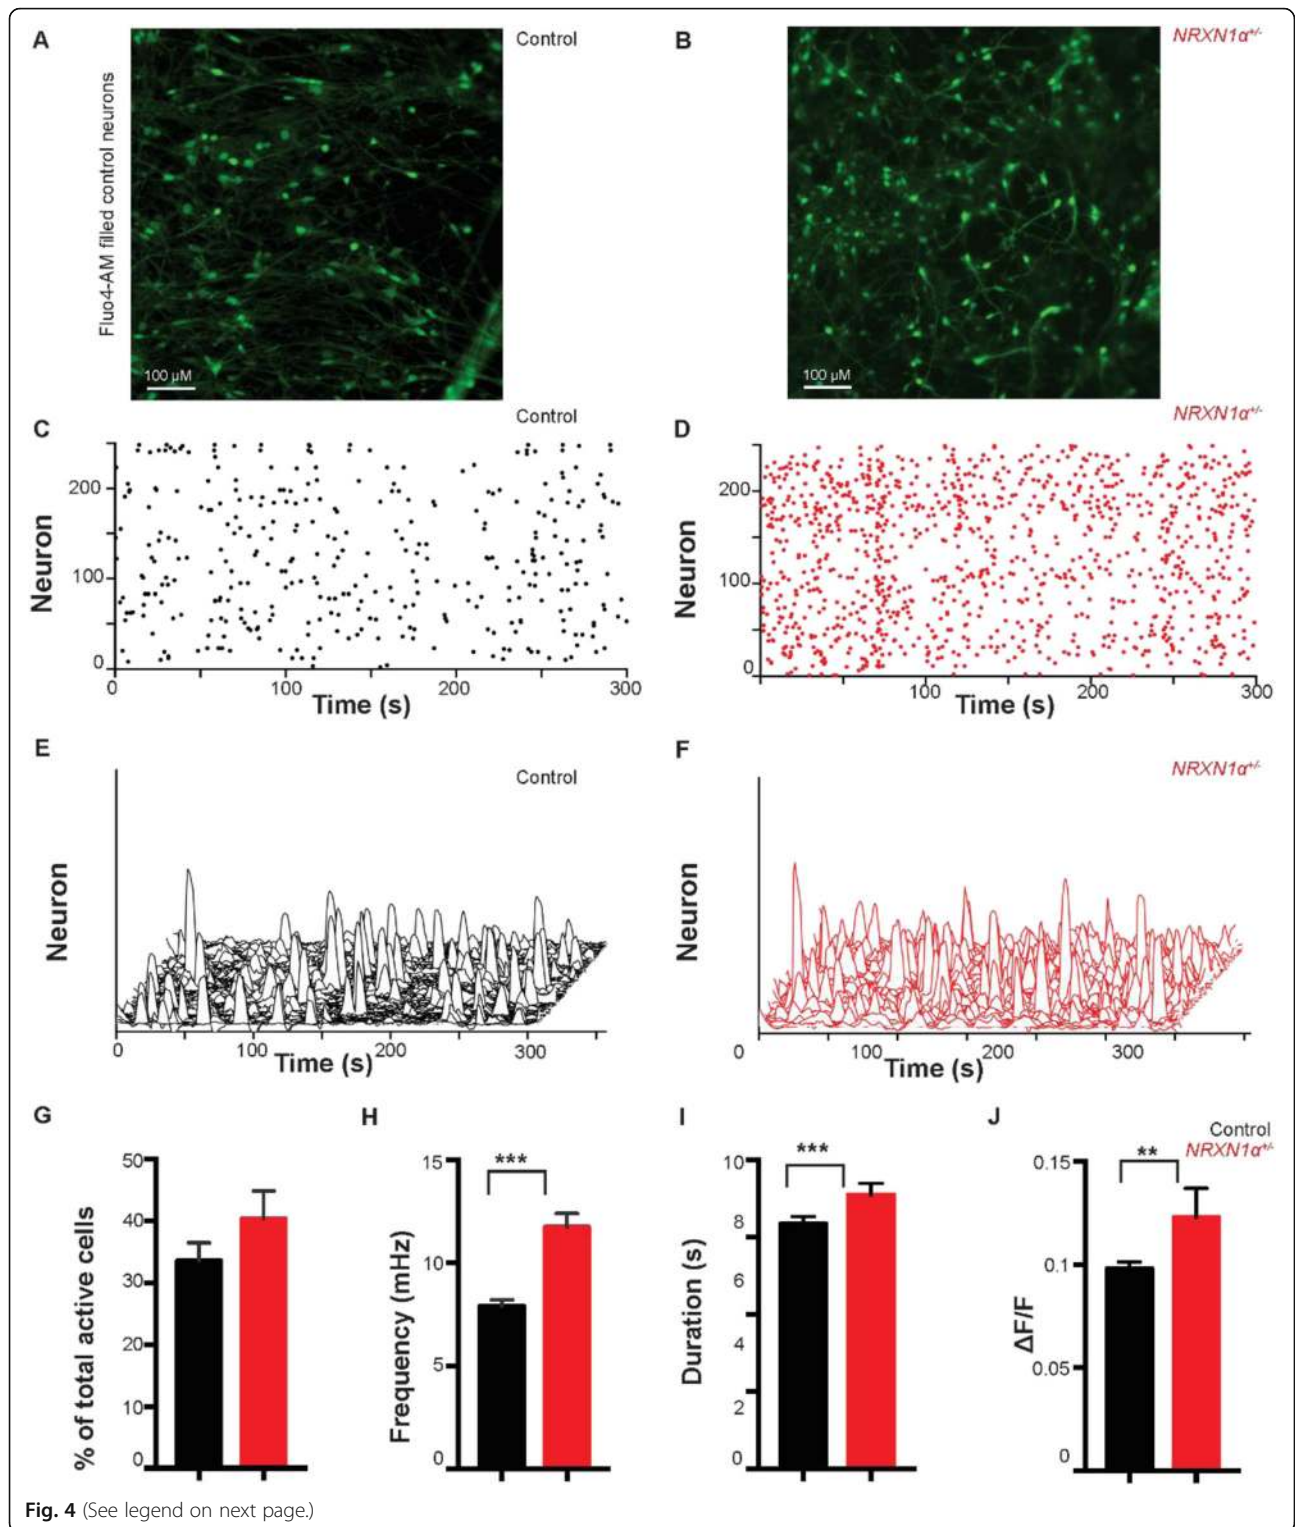 A
Control
Fluo4-AM filled control neurons
100 µM
B
NRXN1α+/-
100 µM
C
Control
Neuron
200
100
0
0 100 200 300
Time (s)
D
NRXN1α+/-
Neuron
200
100
0
100 200 300
Time (s)
E
Control
Neuron
0 100 300
Time (s)
F
NRXN1α+/-
Neuron
0 100 200 300
Time (s)
G
% of total active cells
50
40
30
20
10
0
H
Frequency (mHz)
15
10
5
0
***
I
Duration (s)
10
8
6
4
2
0
***
J
Control
NRXN1α+/-
ΔF/F
0.15
0.1
0.05
0
**
Fig. 4 (See legend on next page.)